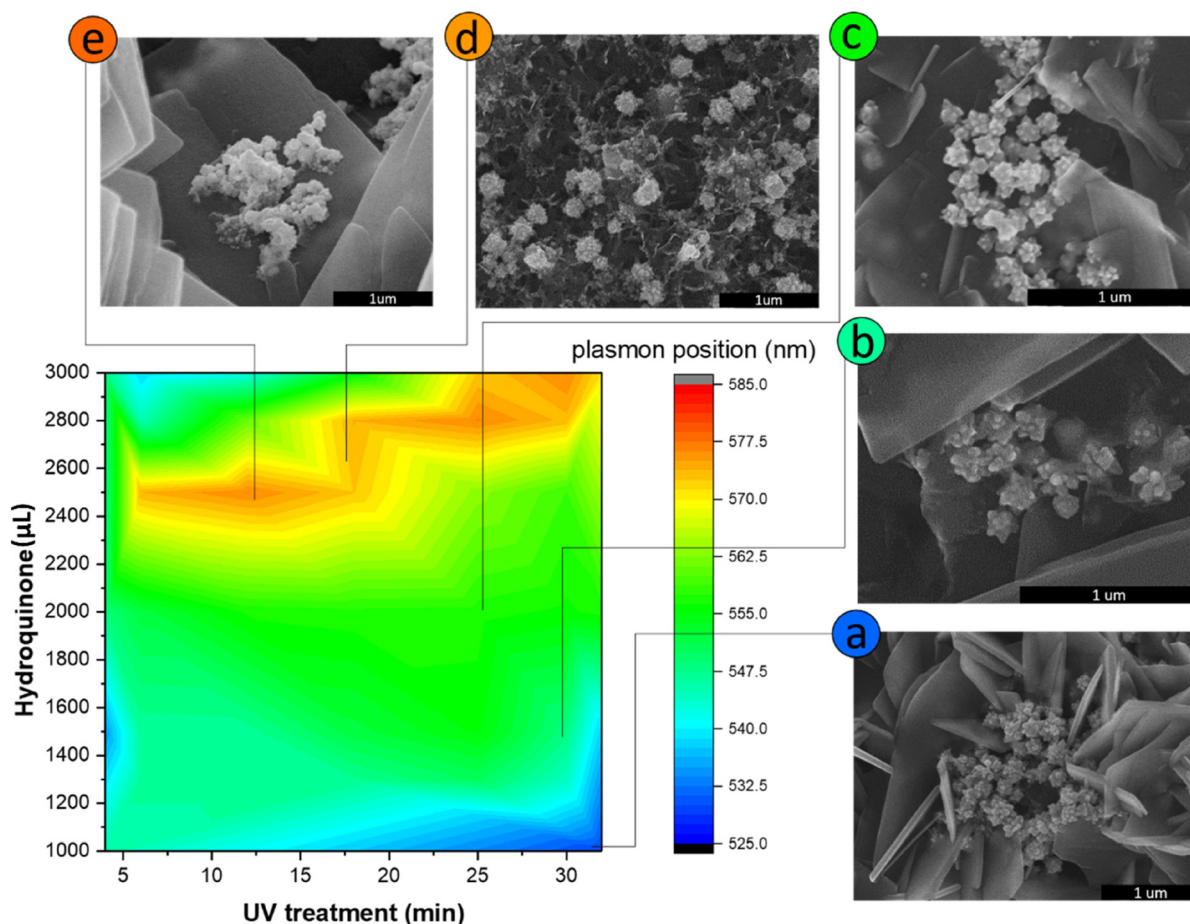 e
d
c
1um
1um
1 um
plasmon position (nm)
b
3000
2800
2600
2400
2200
2000
1800
1600
1400
1200
1000
Hydroquinone(µL)
5
10
15
20
25
30
UV treatment (min)
585.0
577.5
570.0
562.5
555.0
547.5
540.0
532.5
525.0
1 um
a
1 um